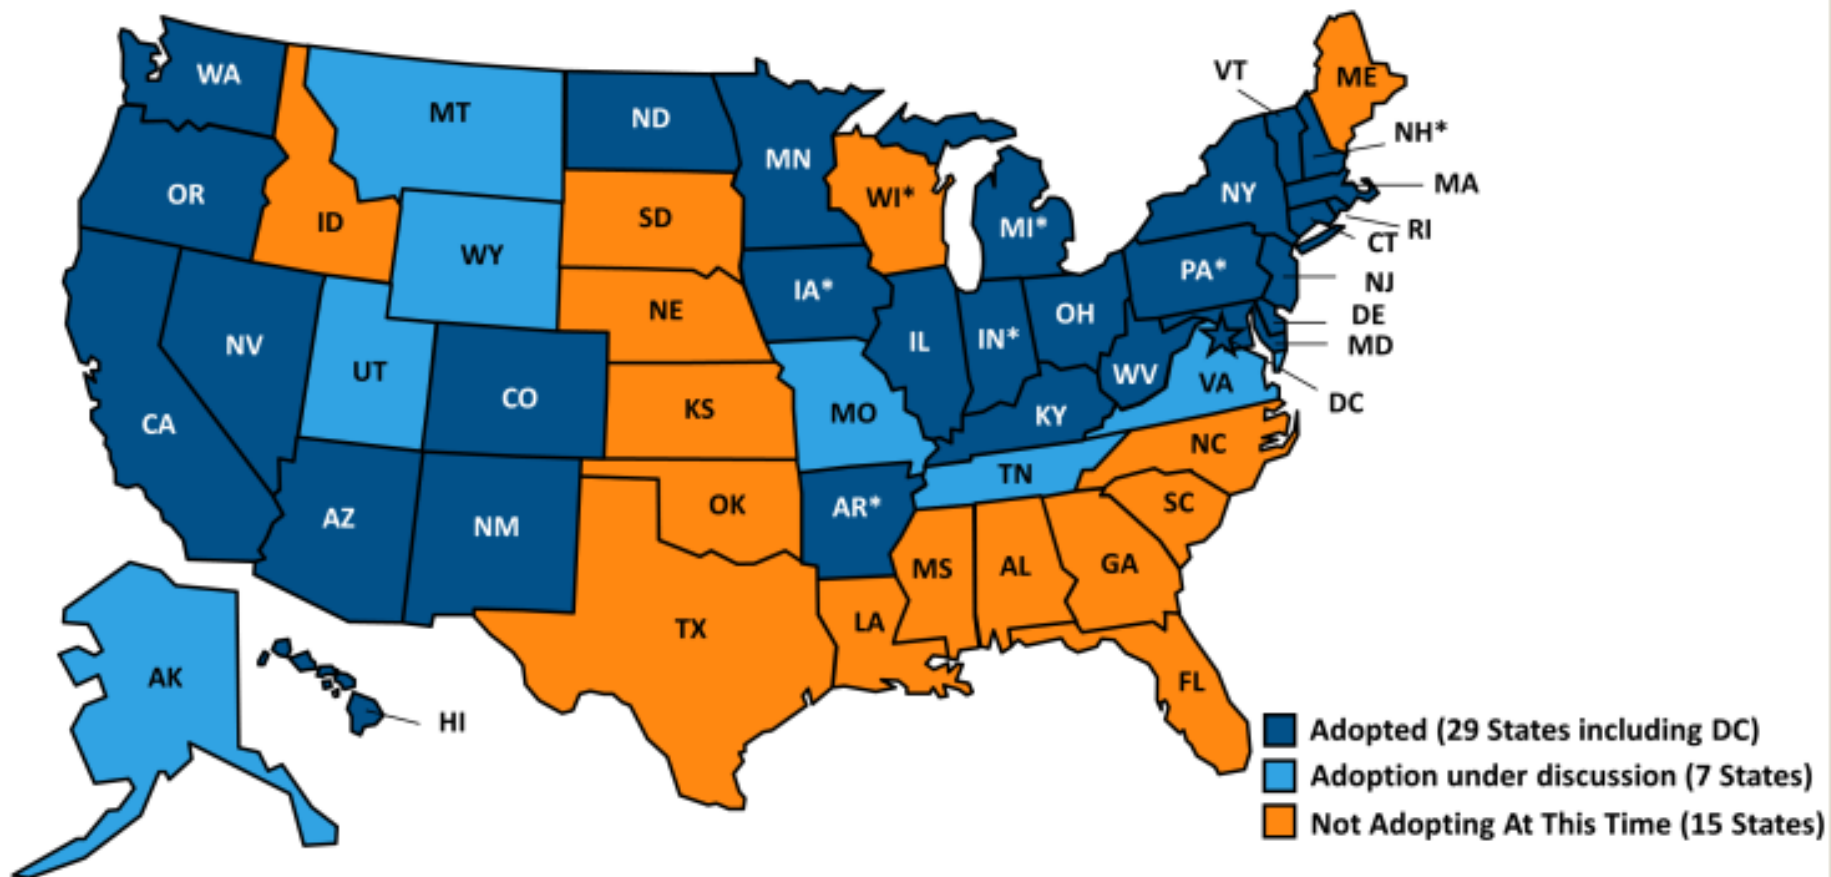 WA
MT
ND
MN
VT
ME
NH*
OR
ID
SD
WI*
MI*
NY
MA
RI
CT
WY
NE
IA*
PA*
NJ
NV
UT
CO
KS
IL
IN*
OH
DE
MD
CA
MO
KY
WV
VA
DC
AZ
NM
OK
AR*
TN
NC
SC
MS
AL
GA
TX
LA
FL
AK
HI
Adopted (29 States including DC)
Adoption under discussion (7 States)
Not Adopting At This Time (15 States)